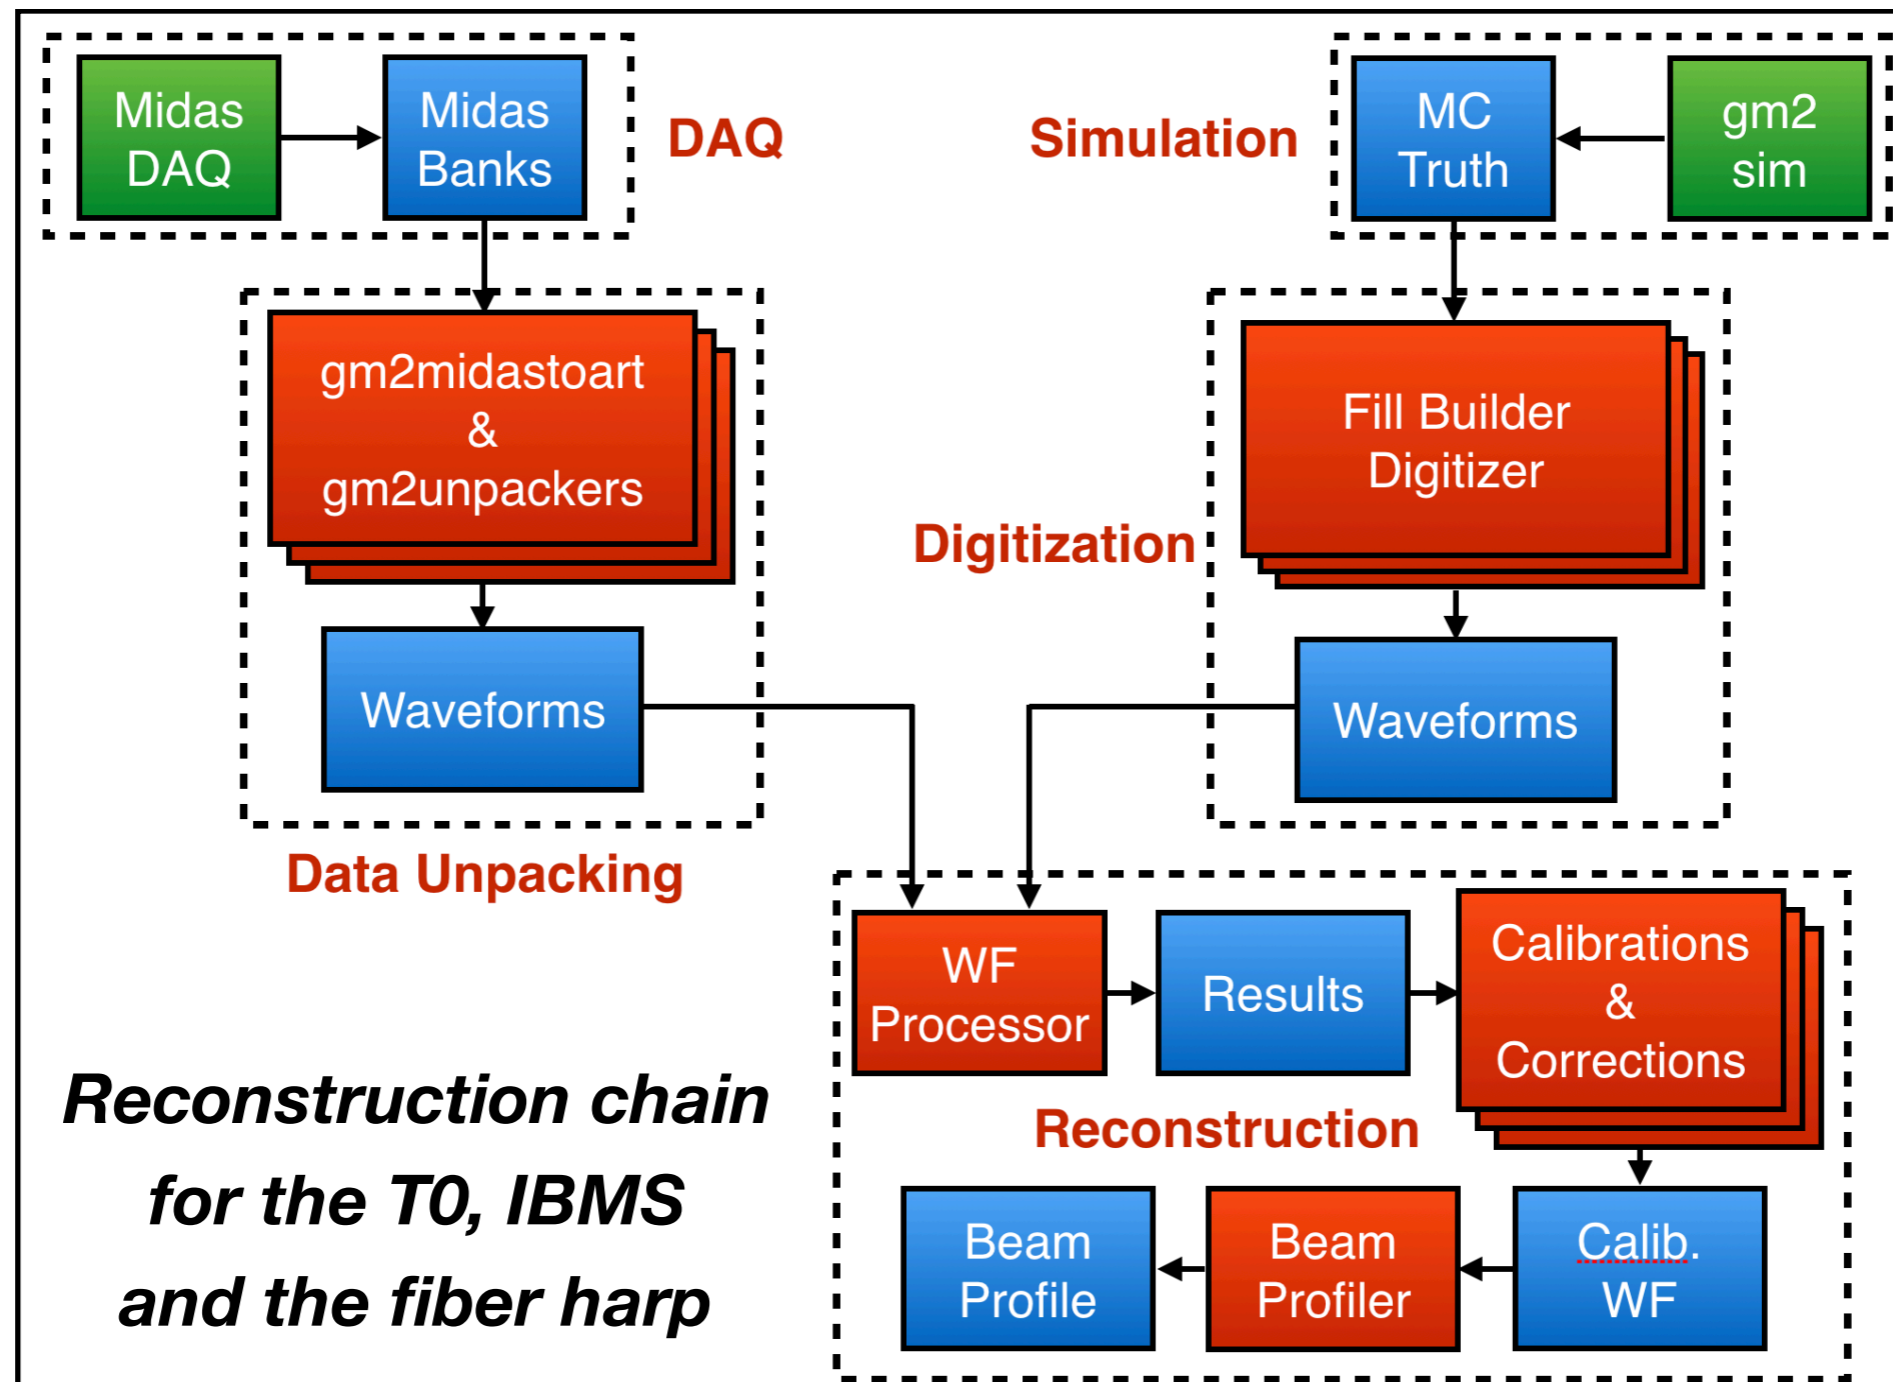 Midas
DAQ
Midas
Banks
DAQ
Simulation
MC
Truth
gm2
sim
gm2midastoart
&
gm2unpackers
Waveforms
Data Unpacking
Digitization
Fill Builder
Digitizer
Waveforms
WF
Processor
Results
Calibrations
&
Corrections
Reconstruction
Beam
Profile
Beam
Profiler
Calib.
WF
Reconstruction chain
for the T0, IBMS
and the fiber harp